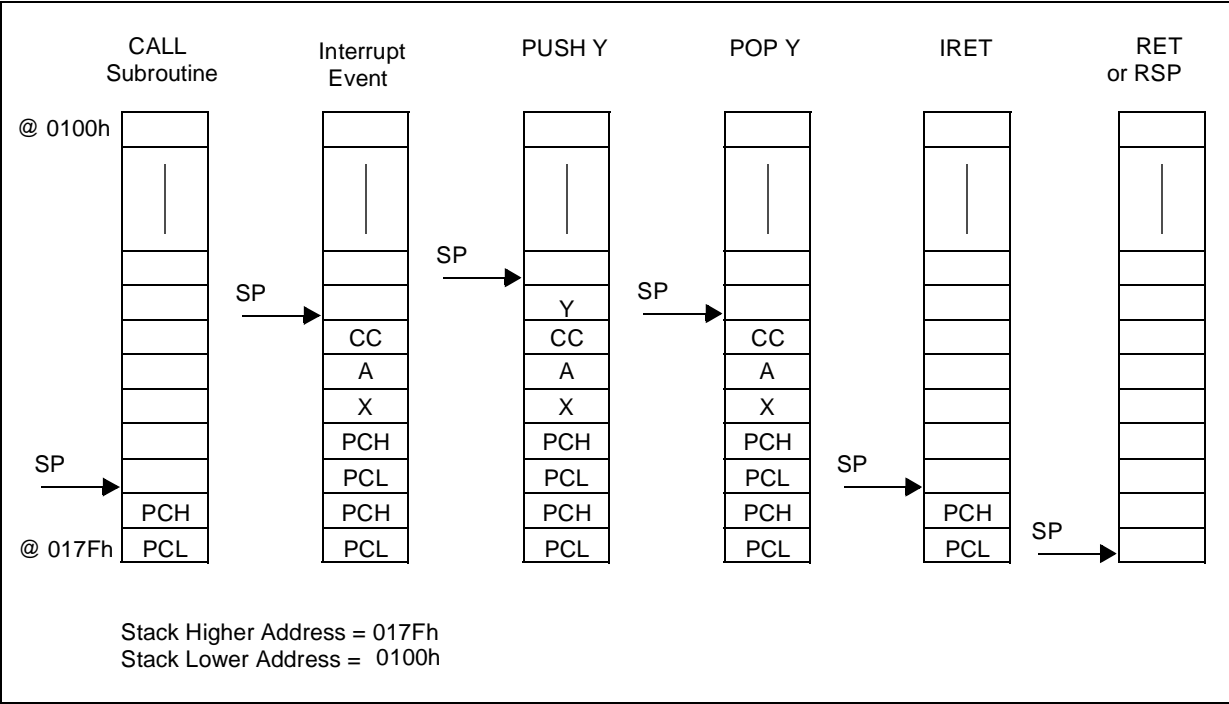 CALL
Subroutine
Interrupt
Event
PUSH Y
POP Y
IRET
RET
or RSP
@ 0100h
SP
SP
SP
Y
CC
CC
CC
A
A
A
X
X
X
PCH
PCH
PCH
SP
SP
PCL
PCL
PCL
PCH
PCH
PCH
PCH
PCH
SP
@ 017Fh
PCL
PCL
PCL
PCL
PCL
Stack Higher Address = 017Fh
Stack Lower Address = 0100h